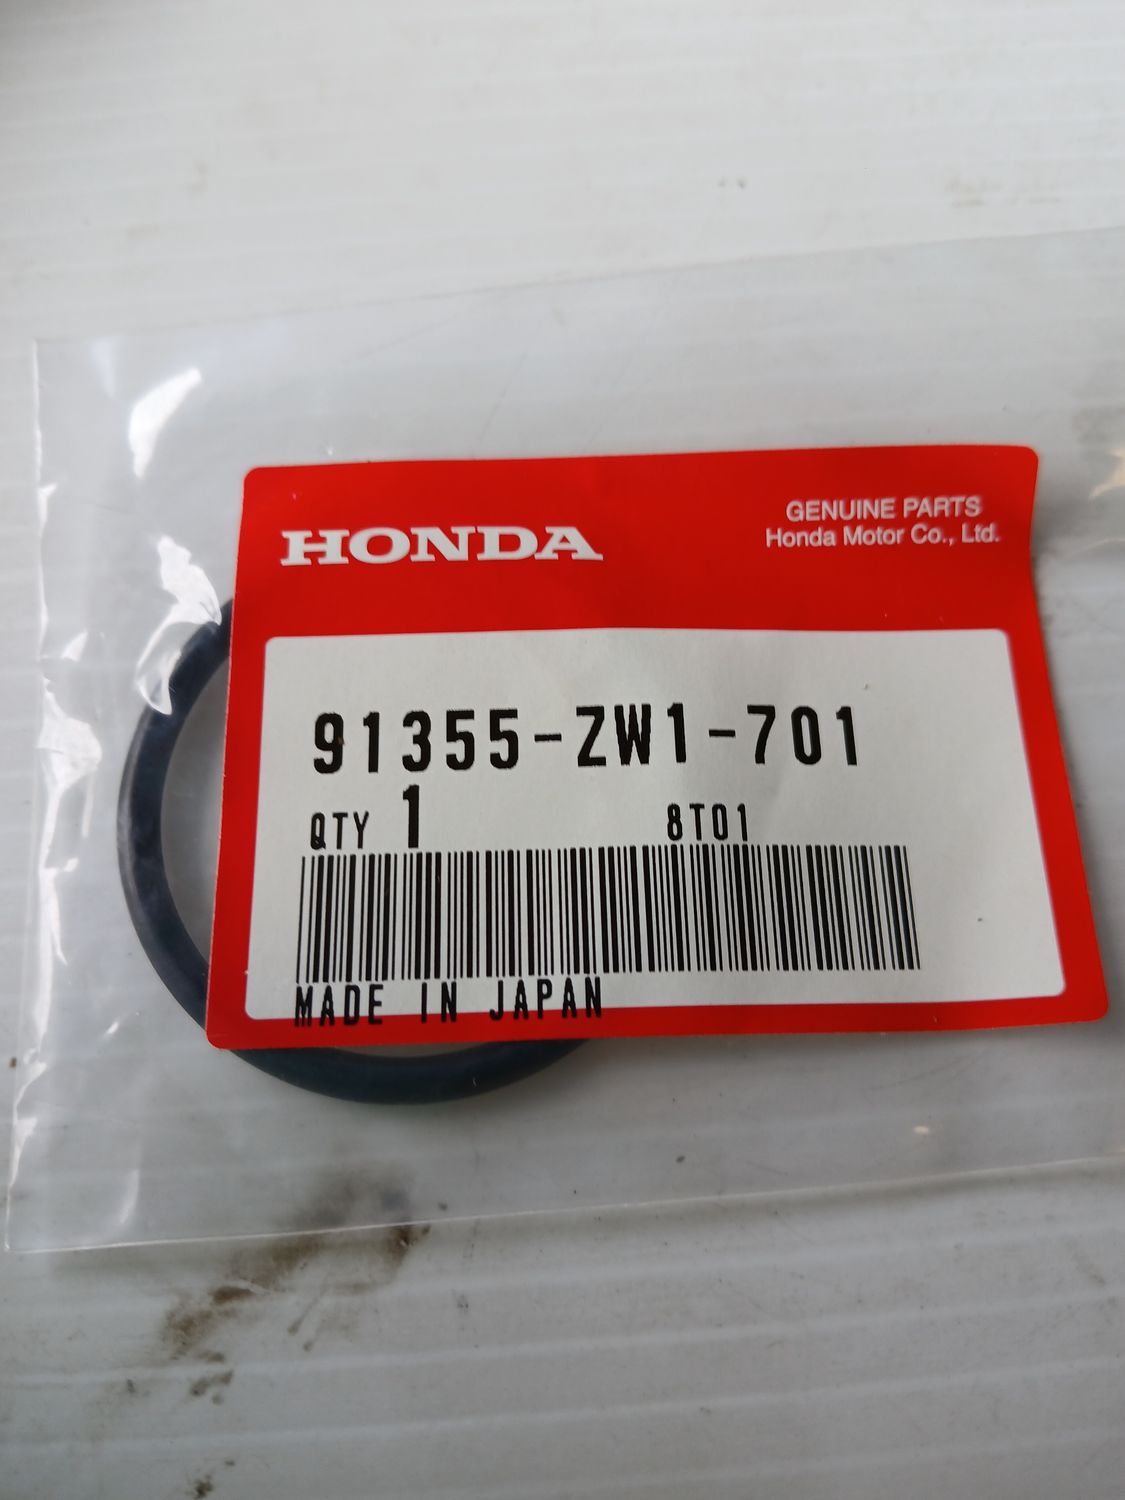 HONDA
GENUINE PARTS
Honda Motor Co., Ltd.
91355-ZW1-701
QTY 1 8T01
MADE IN JAPAN